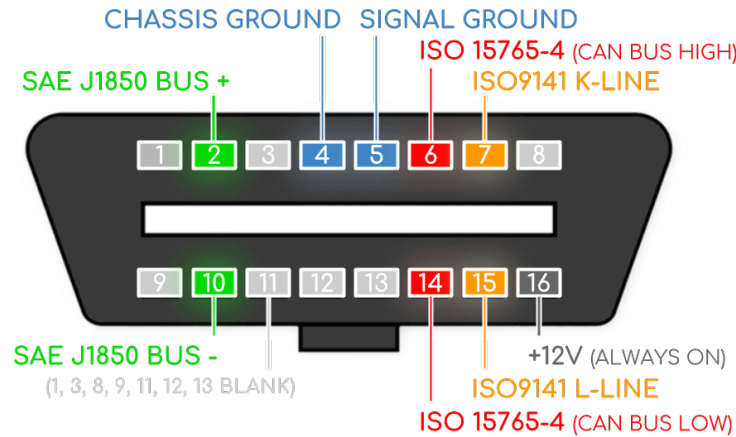 CHASSIS GROUND SIGNAL GROUND
ISO 15765-4 (CAN BUS HIGH)
SAE J1850 BUS + ISO9141 K-LINE
1 2 3 4 5 6 7 8
9 10 11 12 13 14 15 16
SAE J1850 BUS - +12V (ALWAYS ON)
(1, 3, 8, 9, 11, 12, 13 BLANK) ISO9141 L-LINE
ISO 15765-4 (CAN BUS LOW)